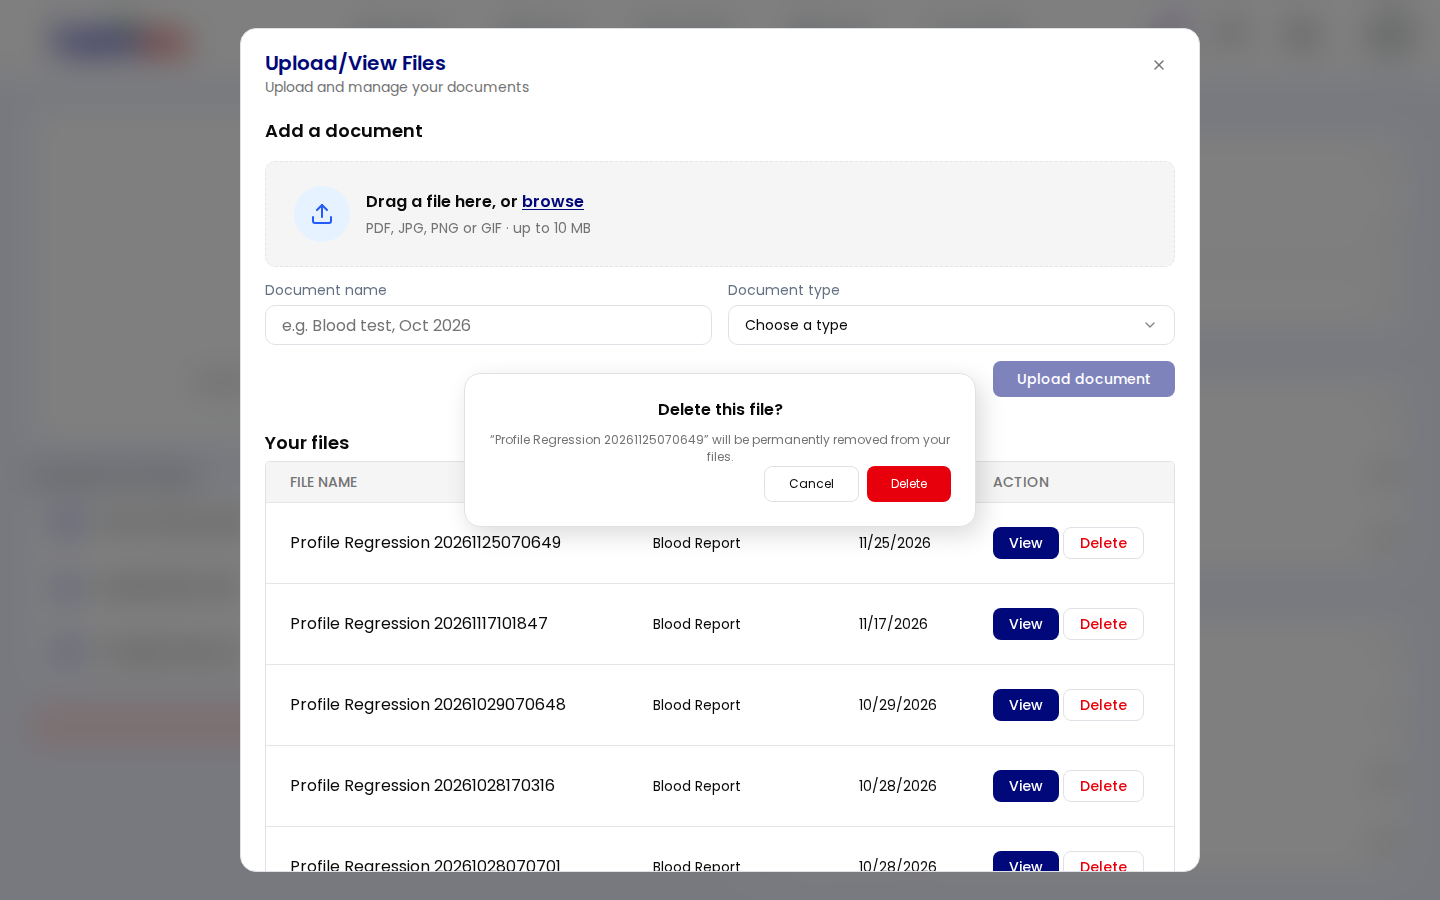 Upload/View Files
Upload and manage your documents
Add a document
Drag a file here, or browse
PDF, JPG, PNG or GIF · up to 10 MB
Document name
Document type
e.g. Blood test, Oct 2026
Choose a type
Upload document
Delete this file?
"Profile Regression 20261125070649" will be permanently removed from your
files.
Cancel
Delete
Your files
FILE NAME
ACTION
Profile Regression 20261125070649 Blood Report 11/25/2026 View Delete
Profile Regression 20261117101847 Blood Report 11/17/2026 View Delete
Profile Regression 20261029070648 Blood Report 10/29/2026 View Delete
Profile Regression 20261028170316 Blood Report 10/28/2026 View Delete
Profile Regression 20261028070701 Blood Report 10/28/2026 View Delete